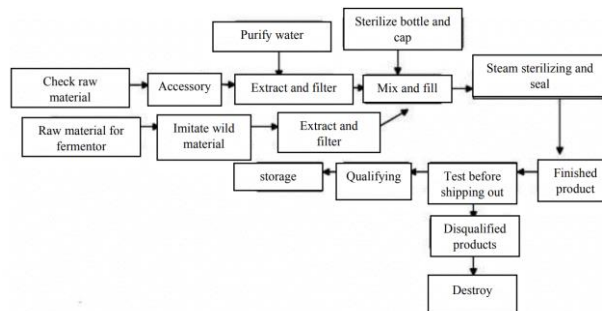 Purify water
Sterilize bottle and
cap
Steam sterilizing and
seal
Check raw
material
Accessory
Extract and filter
Mix and fill
Raw material for
fermentor
Imitate wild
material
Extract and
filter
storage
Qualifying
Test before
shipping out
Finished
product
Disqualified
products
Destroy